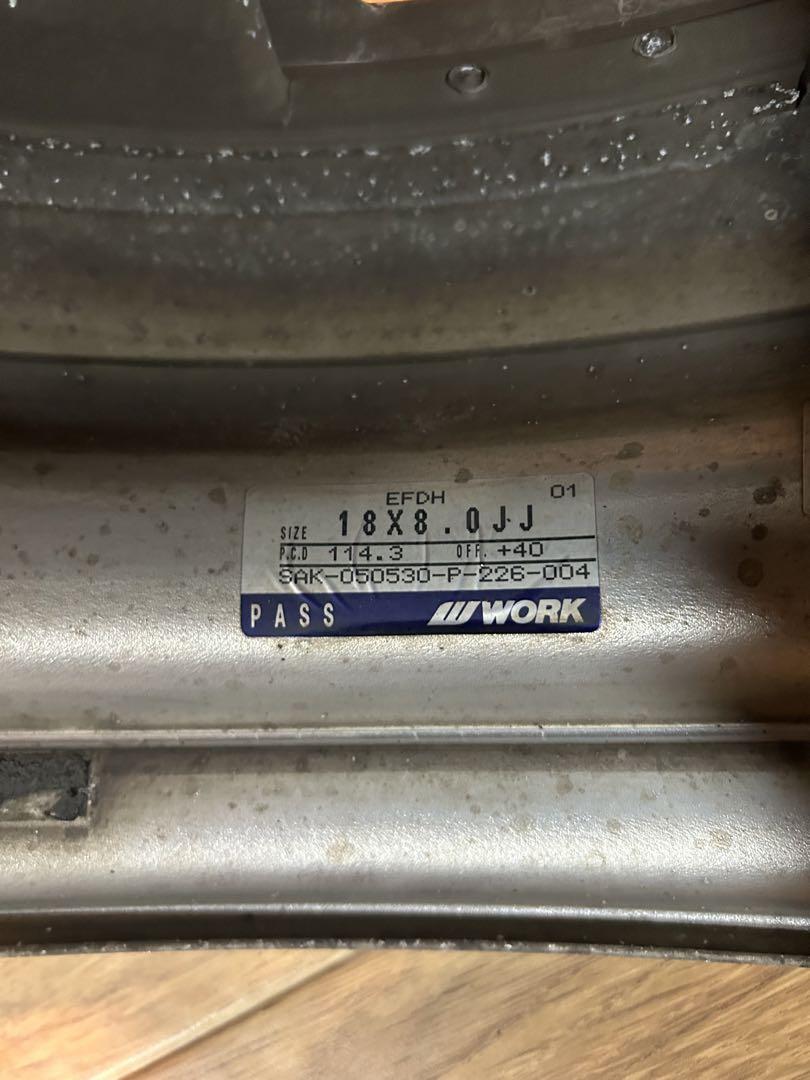 EFDH 01
SIZE 18X8.0JJ
P.C.D 114.3 OFF. +40
SAK-050530-P-226-004
PASS WORK